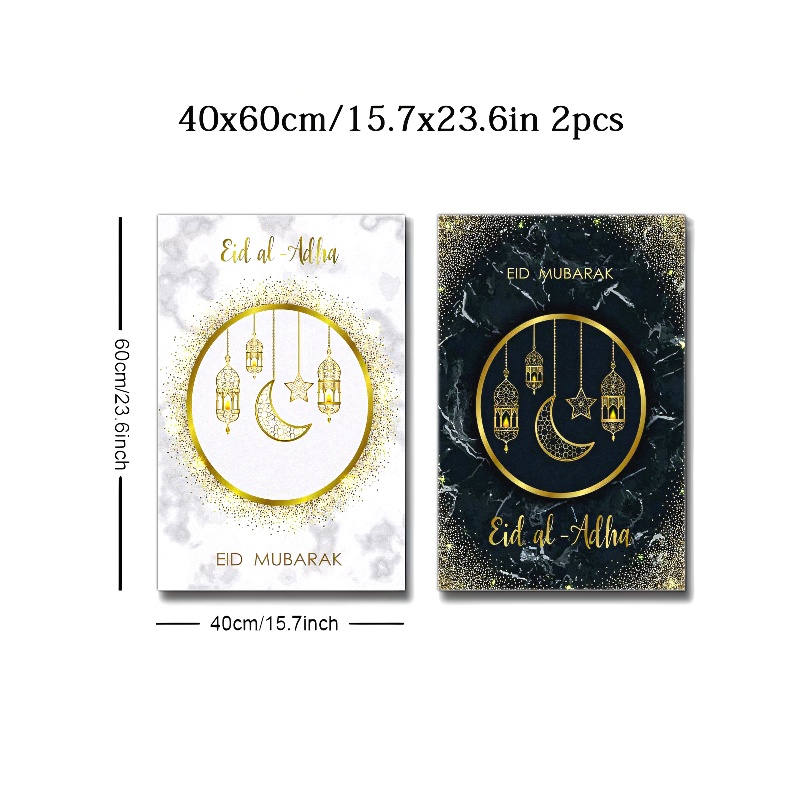 40x60cm/15.7x23.6in 2pcs
Eid al-Adha
EID MUBARAK
EID MUBARAK
Eid al-Adha
60cm/23.6inch
40cm/15.7inch